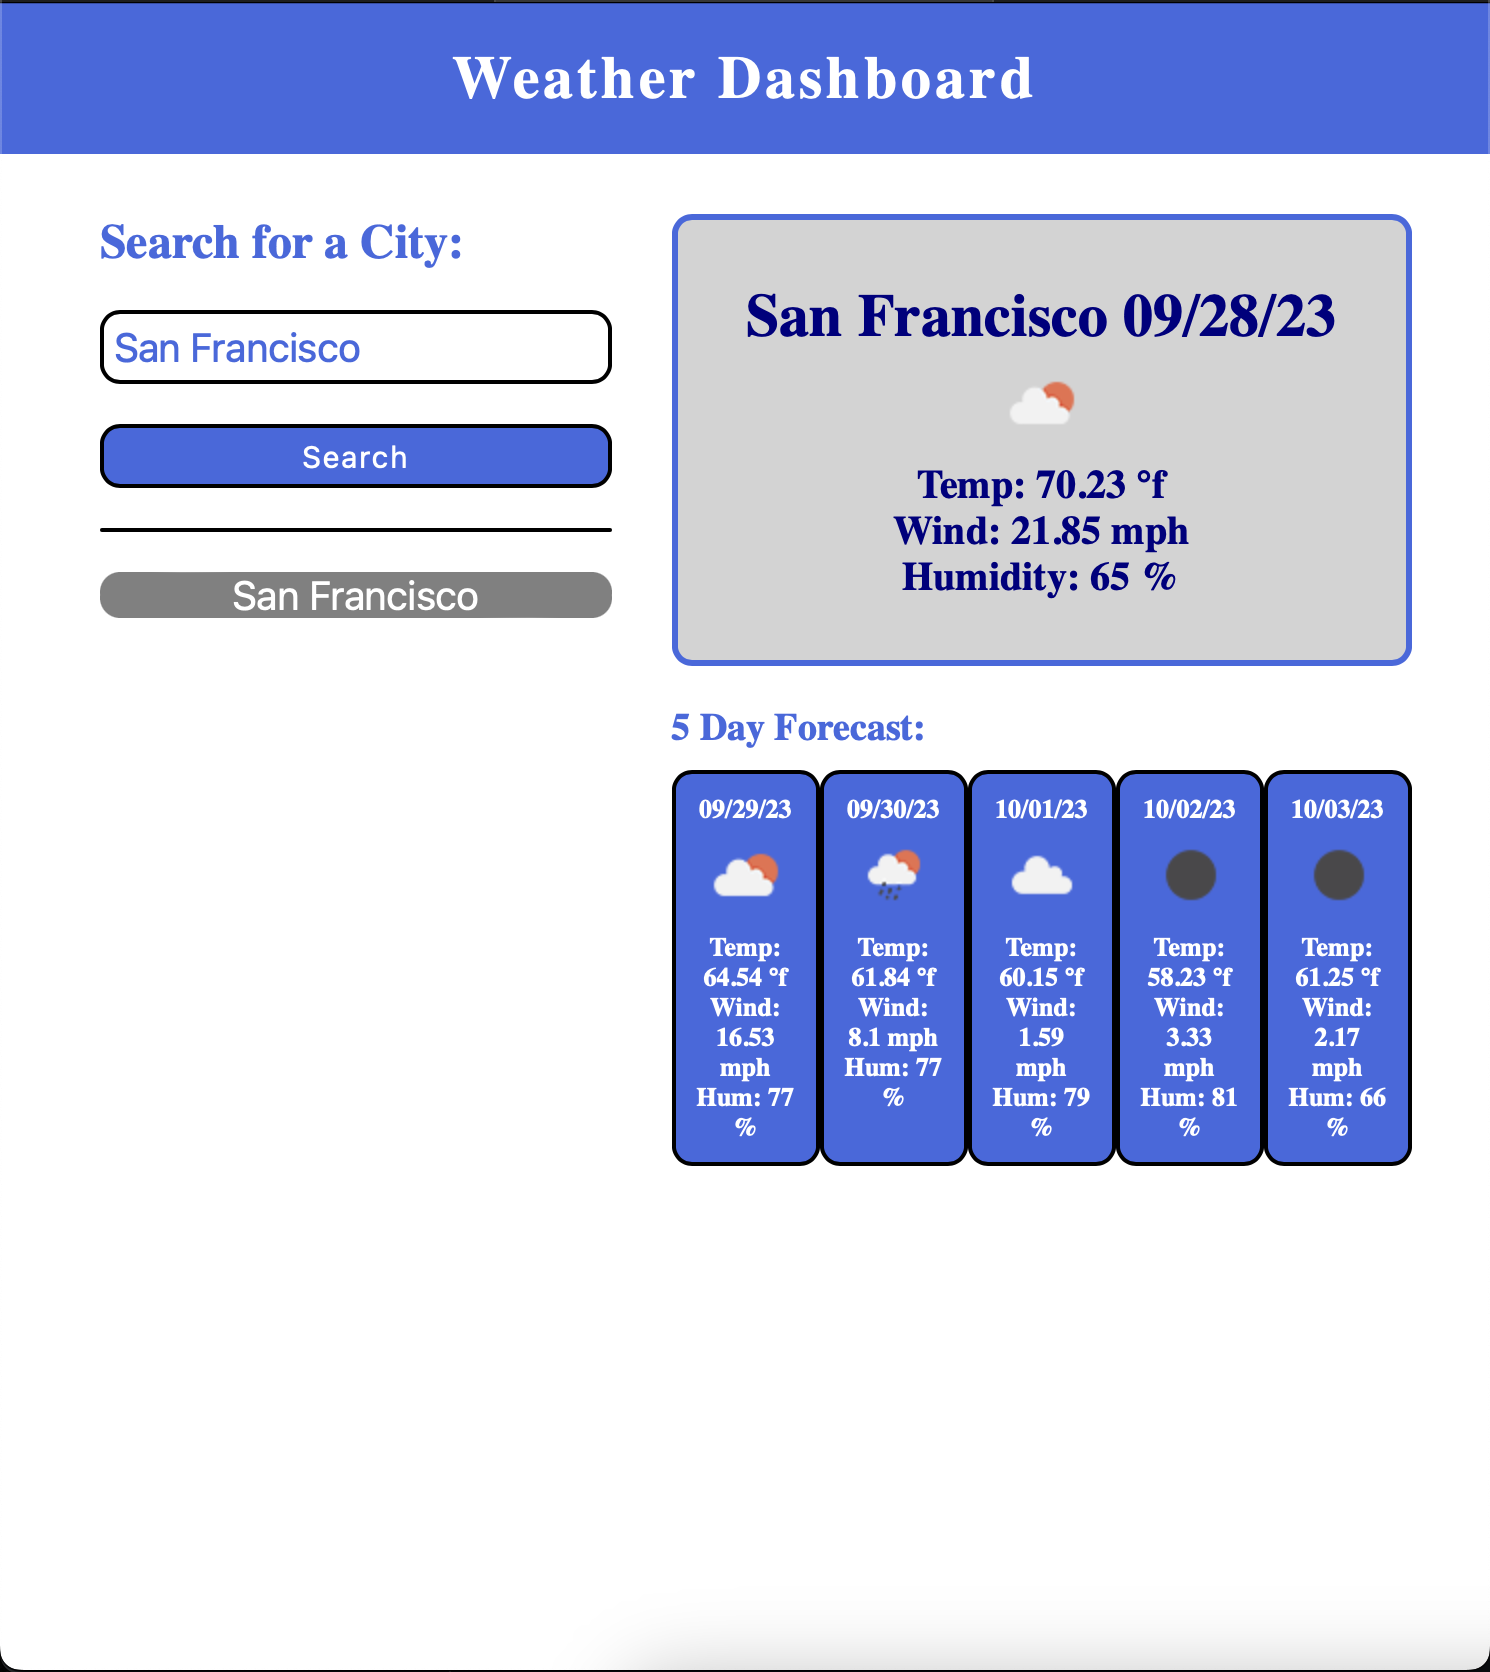 Weather Dashboard
Search for a City:
San Francisco
Search
San Francisco
San Francisco 09/28/23
Temp: 70.23 °f
Wind: 21.85 mph
Humidity: 65 %
5 Day Forecast:
09/29/23
Temp:
64.54 °f
Wind:
16.53
mph
Hum: 77
%
09/30/23
Temp:
61.84 °f
Wind:
8.1 mph
Hum: 77
%
10/01/23
Temp:
60.15 °f
Wind:
1.59
mph
Hum: 79
%
10/02/23
Temp:
58.23 °f
Wind:
3.33
mph
Hum: 81
%
10/03/23
Temp:
61.25 °f
Wind:
2.17
mph
Hum: 66
%